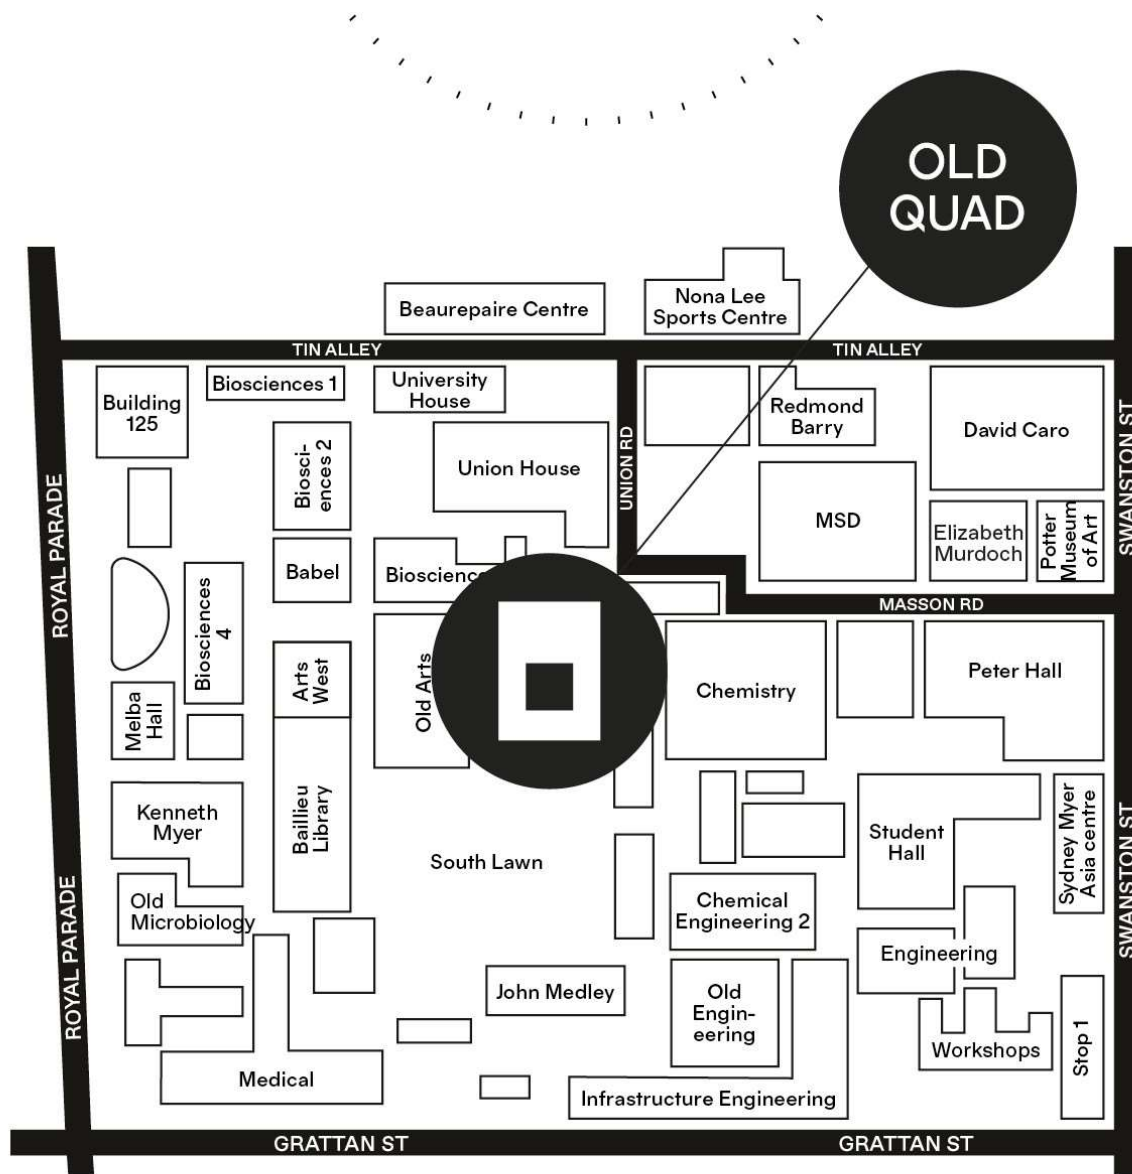 OLD
QUAD
Beaurepaire Centre
Nona Lee
Sports Centre
TIN ALLEY
TIN ALLEY
Building
125
Biosciences 1
University
House
Redmond
Barry
David Caro
SWANSTON ST
Biosci-
ences 2
Union House
UNION RD
MSD
Elizabeth
Murdoch
Potter
Museum
of Art
ROYAL PARADE
Babel
Bioscienc
MASSON RD
Biosciences
4
Arts
West
Old Arts
Chemistry
Peter Hall
Melba
Hall
Kenneth
Myer
Baillieu
Library
South Lawn
Student
Hall
Sydney Myer
Asia centre
SWANSTON ST
Old
Microbiology
Chemical
Engineering 2
Engineering
ROYAL PARADE
John Medley
Old
Engin-
eering
Workshops
Stop 1
Medical
Infrastructure Engineering
GRATTAN ST
GRATTAN ST